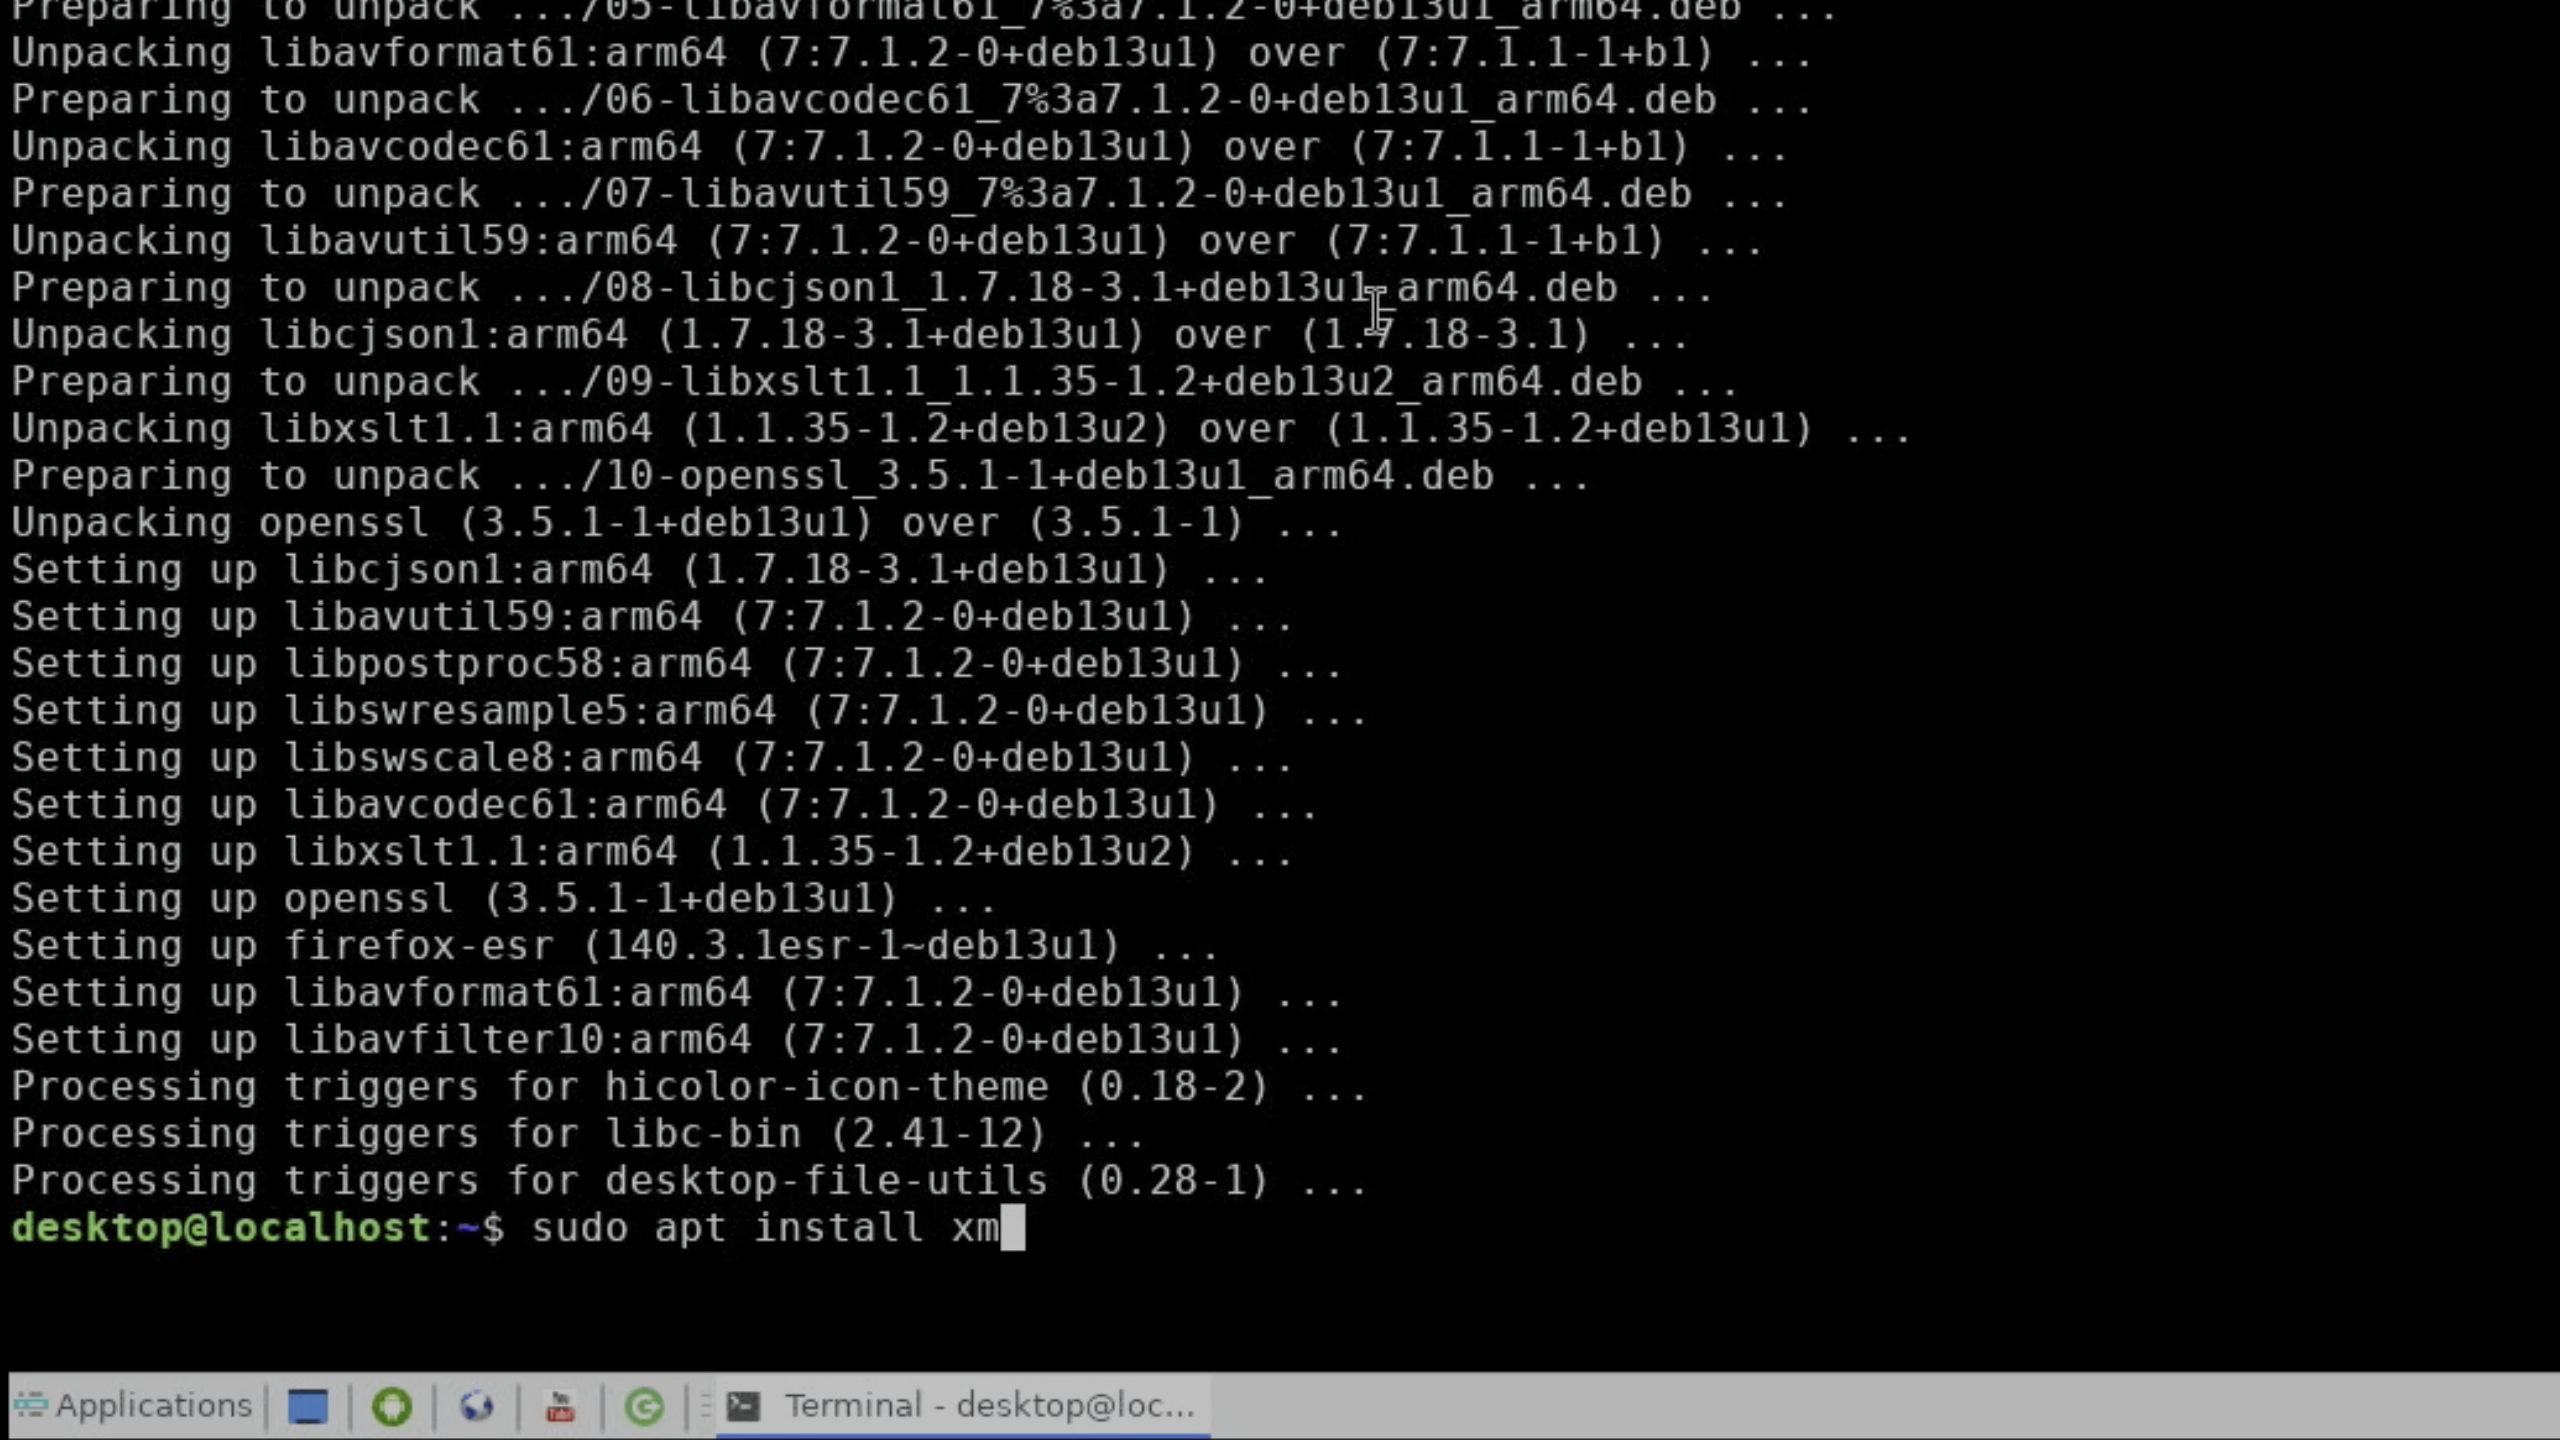 Preparing to unpack .../05-libavformat61_7%3a7.1.2-0+deb13u1_arm64.deb ...
Unpacking libavformat61:arm64 (7:7.1.2-0+deb13u1) over (7:7.1.1-1+b1) ...
Preparing to unpack .../06-libavcodec61_7%3a7.1.2-0+deb13u1_arm64.deb ...
Unpacking libavcodec61:arm64 (7:7.1.2-0+deb13u1) over (7:7.1.1-1+b1) ...
Preparing to unpack .../07-libavutil59_7%3a7.1.2-0+deb13u1_arm64.deb ...
Unpacking libavutil59:arm64 (7:7.1.2-0+deb13u1) over (7:7.1.1-1+b1) ...
Preparing to unpack .../08-libcjson1_1.7.18-3.1+deb13u1_arm64.deb ...
Unpacking libcjson1:arm64 (1.7.18-3.1+deb13u1) over (1.7.18-3.1) ...
Preparing to unpack .../09-libxslt1.1_1.1.35-1.2+deb13u2_arm64.deb ...
Unpacking libxslt1.1:arm64 (1.1.35-1.2+deb13u2) over (1.1.35-1.2+deb13u1) ...
Preparing to unpack .../10-openssl_3.5.1-1+deb13u1_arm64.deb ...
Unpacking openssl (3.5.1-1+deb13u1) over (3.5.1-1) ...
Setting up libcjson1:arm64 (1.7.18-3.1+deb13u1) ...
Setting up libavutil59:arm64 (7:7.1.2-0+deb13u1) ...
Setting up libpostproc58:arm64 (7:7.1.2-0+deb13u1) ...
Setting up libswresample5:arm64 (7:7.1.2-0+deb13u1) ...
Setting up libswscale8:arm64 (7:7.1.2-0+deb13u1) ...
Setting up libavcodec61:arm64 (7:7.1.2-0+deb13u1) ...
Setting up libxslt1.1:arm64 (1.1.35-1.2+deb13u2) ...
Setting up openssl (3.5.1-1+deb13u1) ...
Setting up firefox-esr (140.3.1esr-1~deb13u1) ...
Setting up libavformat61:arm64 (7:7.1.2-0+deb13u1) ...
Setting up libavfilter10:arm64 (7:7.1.2-0+deb13u1) ...
Processing triggers for hicolor-icon-theme (0.18-2) ...
Processing triggers for libc-bin (2.41-12) ...
Processing triggers for desktop-file-utils (0.28-1) ...
desktop@localhost:~$ sudo apt install xm
Applications
Terminal - desktop@loc...